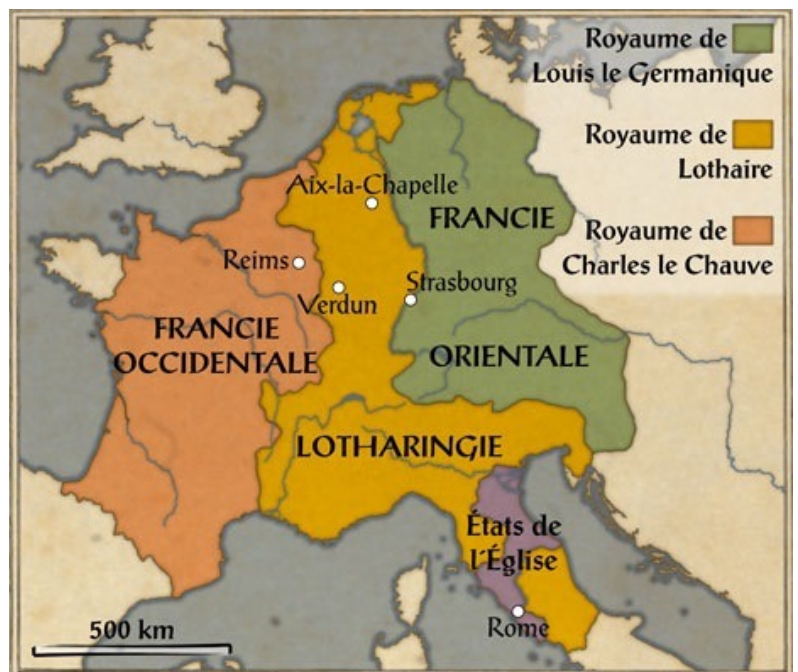 Royaume de
Louis le Germanique
Royaume de
Lothaire
Royaume de
Charles le Chauve
Aix-la-Chapelle
FRANCIE
Reims
Strasbourg
Verdun
FRANCIE
OCCIDENTALE
ORIENTALE
LOTHARINGIE
États de
l'Église
Rome
500 km